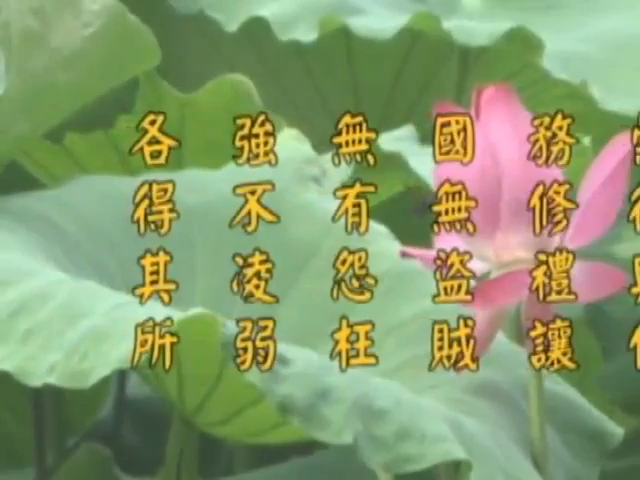 務修禮讓
國無盜賊
無有怨枉
強不凌弱
各得其所